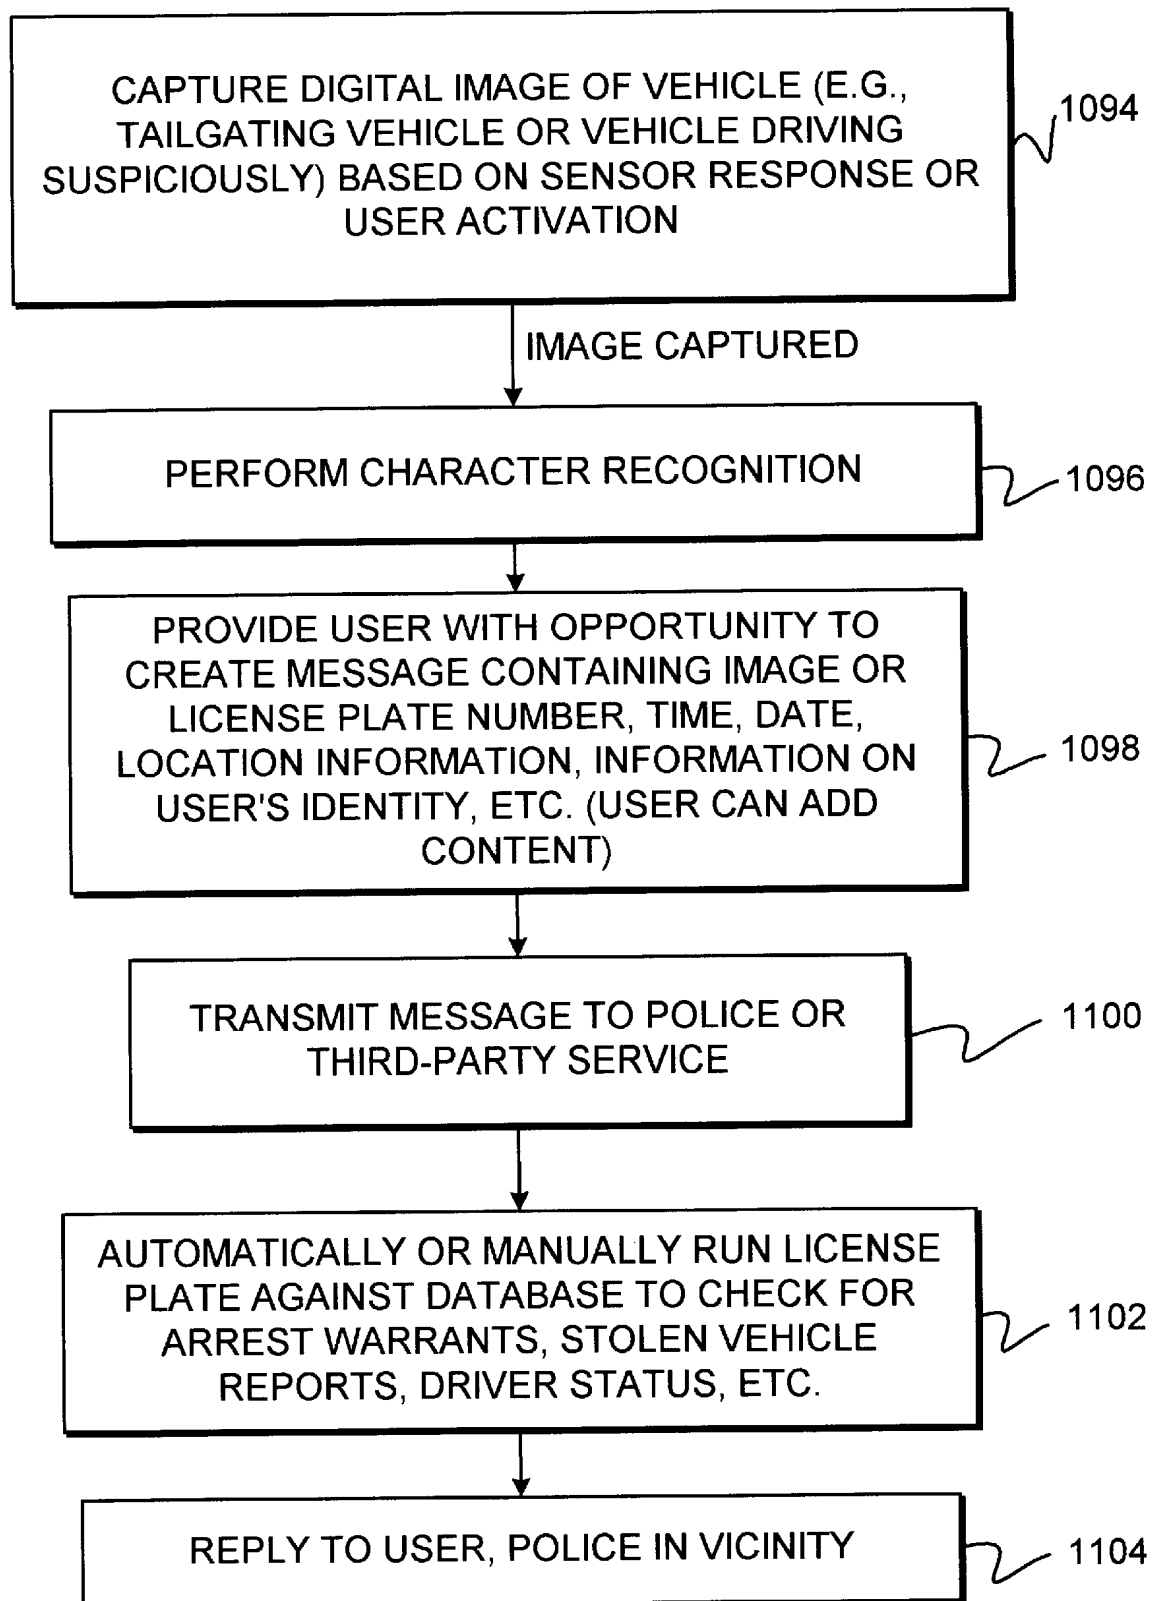 CAPTURE DIGITAL IMAGE OF VEHICLE (E.G.,
TAILGATING VEHICLE OR VEHICLE DRIVING
SUSPICIOUSLY) BASED ON SENSOR RESPONSE OR
USER ACTIVATION
1094
IMAGE CAPTURED
PERFORM CHARACTER RECOGNITION
1096
PROVIDE USER WITH OPPORTUNITY TO
CREATE MESSAGE CONTAINING IMAGE OR
LICENSE PLATE NUMBER, TIME, DATE,
LOCATION INFORMATION, INFORMATION ON
USER'S IDENTITY, ETC. (USER CAN ADD
CONTENT)
1098
TRANSMIT MESSAGE TO POLICE OR
THIRD-PARTY SERVICE
1100
AUTOMATICALLY OR MANUALLY RUN LICENSE
PLATE AGAINST DATABASE TO CHECK FOR
ARREST WARRANTS, STOLEN VEHICLE
REPORTS, DRIVER STATUS, ETC.
1102
REPLY TO USER, POLICE IN VICINITY
1104